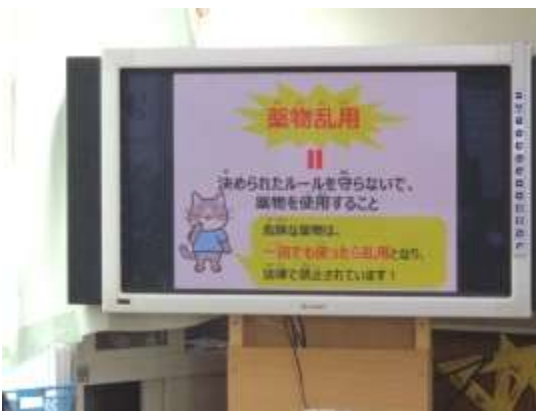 薬物乱用
=
決められたルールを守らないで、
薬物を使用すること
危険な薬物は、
一回でも使ったら乱用となり、
法律で禁止されています！